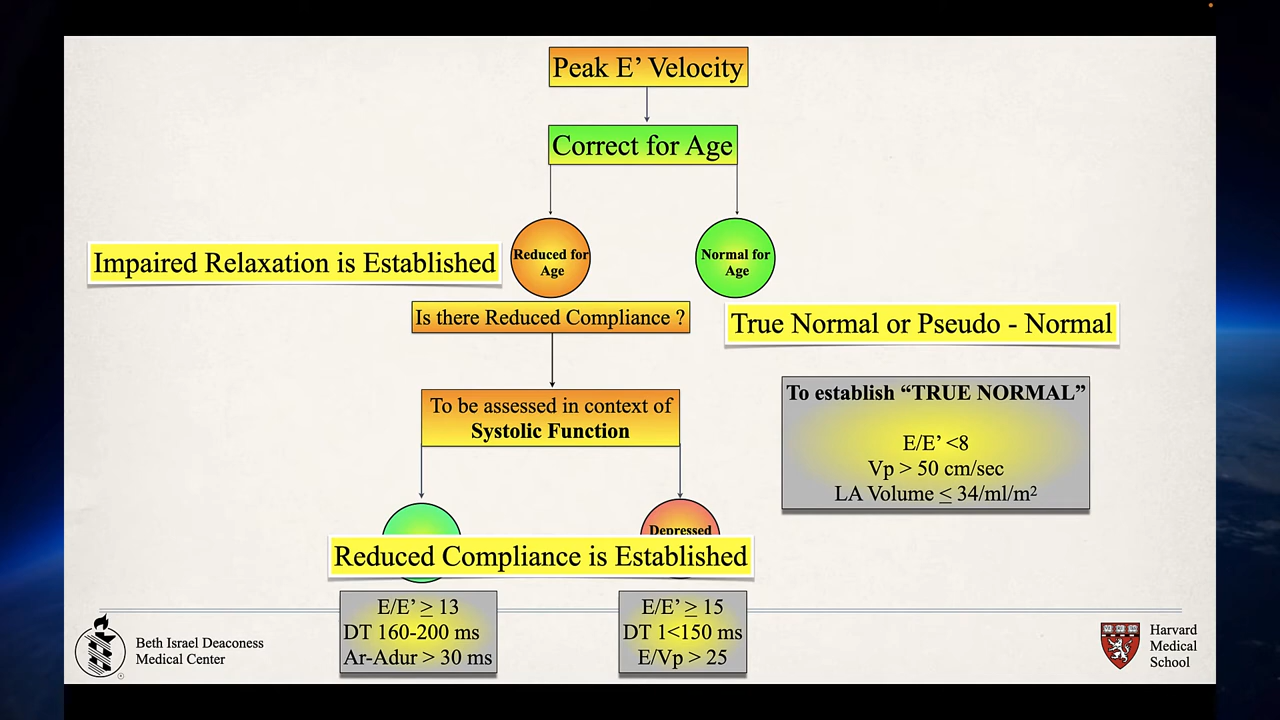 Peak E’ Velocity
Correct for Age
Impaired Relaxation is Established
Reduced for
Age
Normal for
Age
Is there Reduced Compliance ?
True Normal or Pseudo - Normal
To be assessed in context of
Systolic Function
To establish “TRUE NORMAL”
E/E’ <8
Vp > 50 cm/sec
LA Volume ≤ 34/ml/m²
Depressed
Reduced Compliance is Established
E/E’ ≥ 13
DT 160-200 ms
Ar-Adur > 30 ms
E/E’ ≥ 15
DT 1<150 ms
E/Vp > 25
Beth Israel Deaconess
Medical Center
Harvard
Medical
School